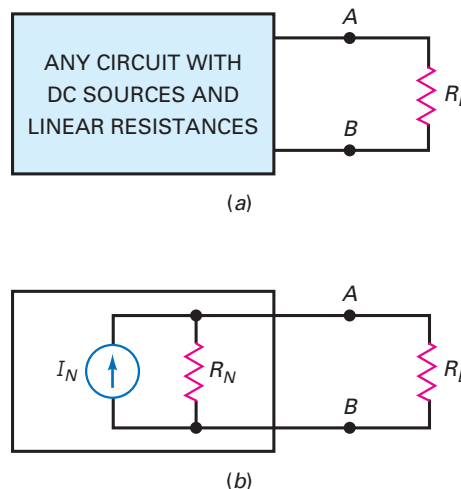 A
ANY CIRCUIT WITH
DC SOURCES AND
LINEAR RESISTANCES
B
(a)
A
I_N
R_N
B
(b)